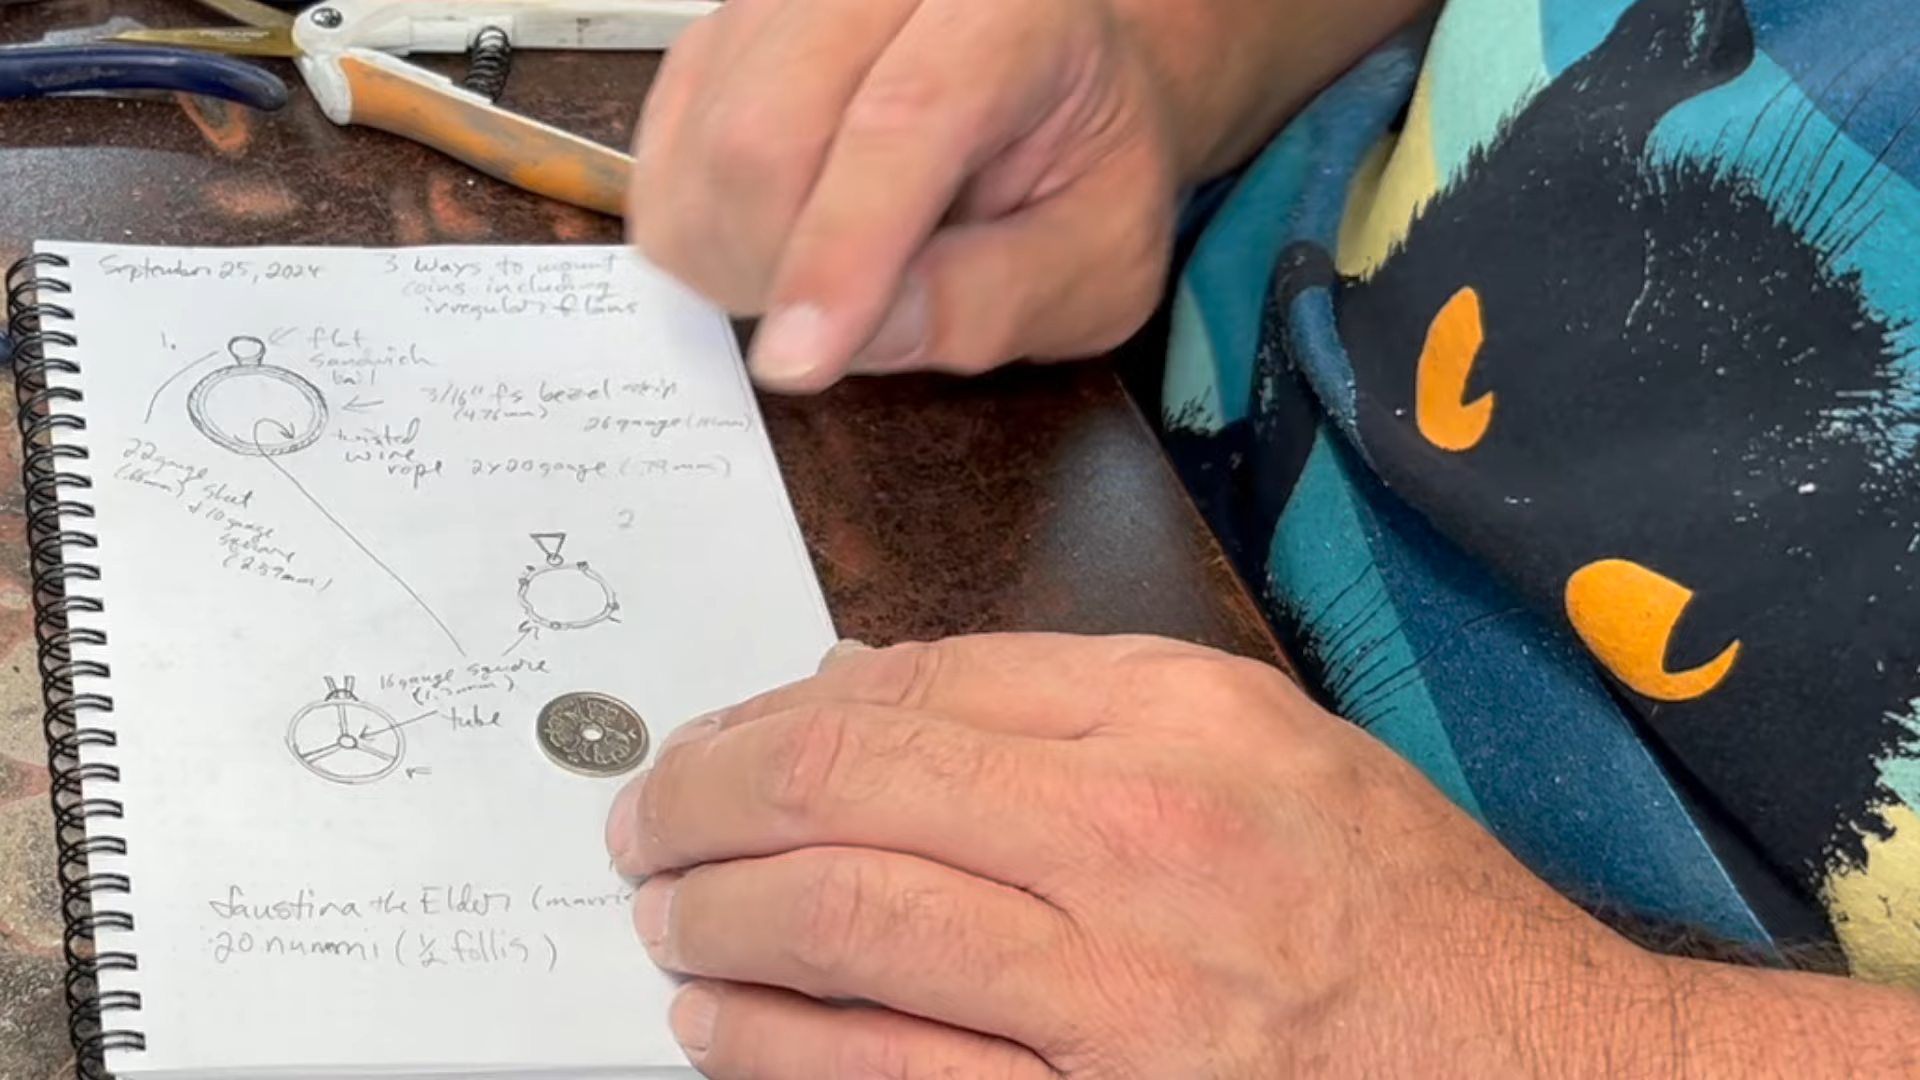 September 25, 2024
3 Ways to mount
coins including
irregular flans
1.
flat
sandwich
bail
3/16" fs bezel strip
(4.76mm)
26 gauge
twisted
wire
rope 2x20 gauge (.79mm)
22 gauge
sheet
+ 10 gauge
square
(2.59mm)
2
16 gauge square
tube
Faustina the Elder
20 nummi (1/2 follis)